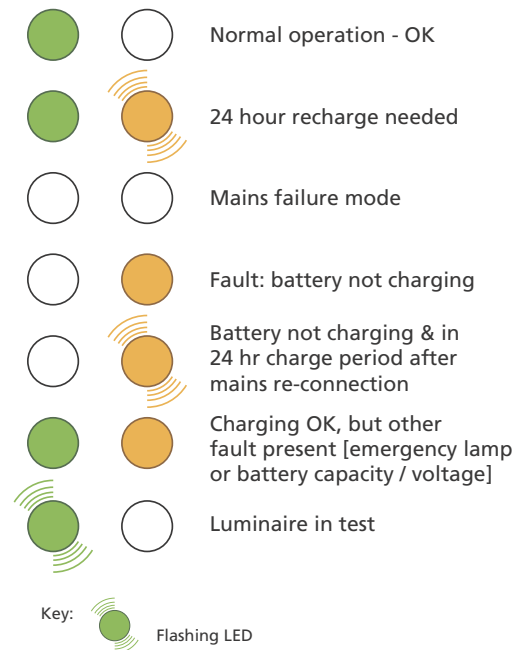 Normal operation - OK
24 hour recharge needed
Mains failure mode
Fault: battery not charging
Battery not charging & in
24 hr charge period after
mains re-connection
Charging OK, but other
fault present [emergency lamp
or battery capacity / voltage]
Luminaire in test
Key:
Flashing LED